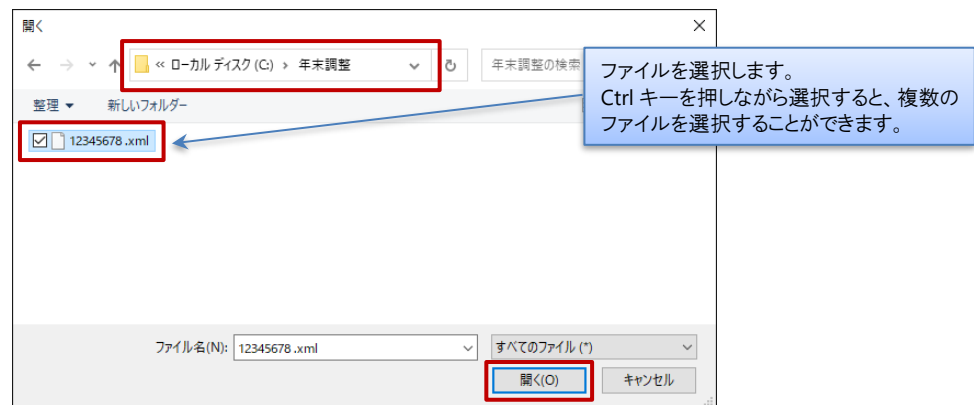 開く
« ローカル ディスク (C:) › 年末調整
年末調整の検索
整理 新しいフォルダー
12345678.xml
ファイルを選択します。
Ctrl キーを押しながら選択すると、複数の
ファイルを選択することができます。
ファイル名(N): 12345678.xml すべてのファイル (*)
開く(O) キャンセル